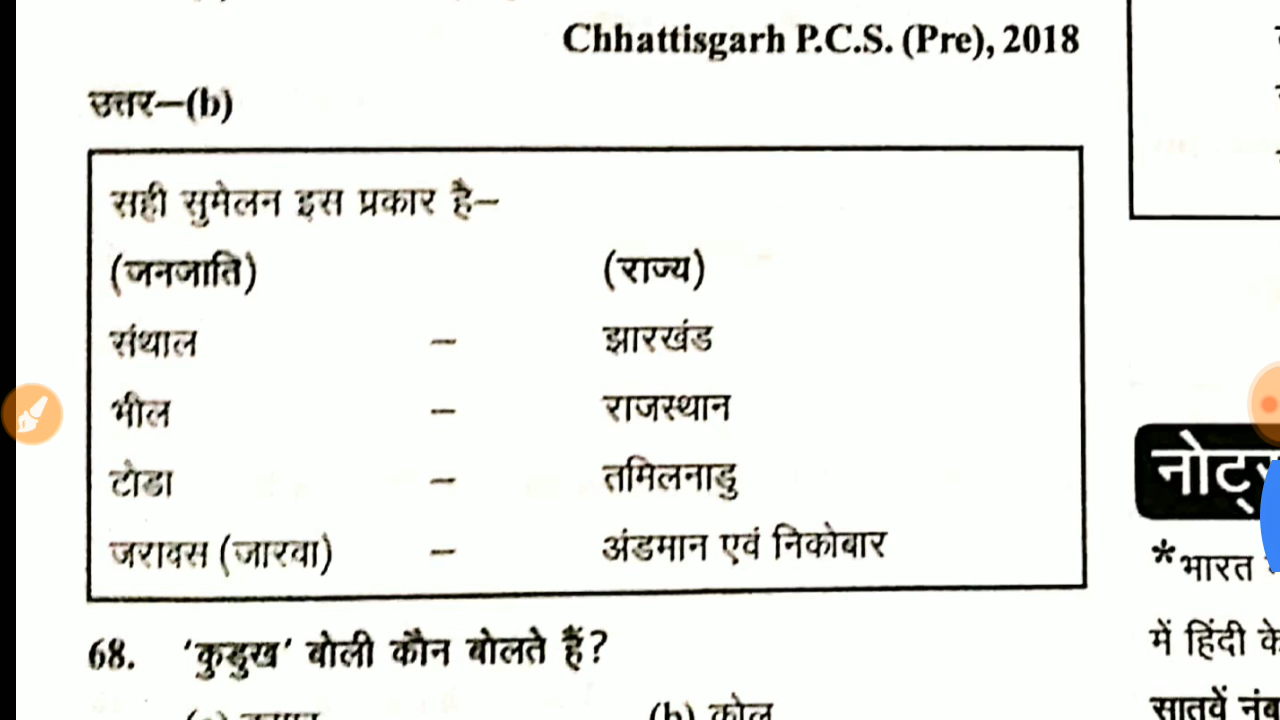 Chhattisgarh P.C.S. (Pre), 2018
उत्तर–(b)
सही सुमेलन इस प्रकार है–
(जनजाति) (राज्य)
संथाल – झारखंड
भील – राजस्थान
टोडा – तमिलनाडु
जरावस (जारवा) – अंडमान एवं निकोबार
68. 'कुडुख' बोली कौन बोलते हैं?
(b) कोल
*भारत
में हिंदी के
सातवें